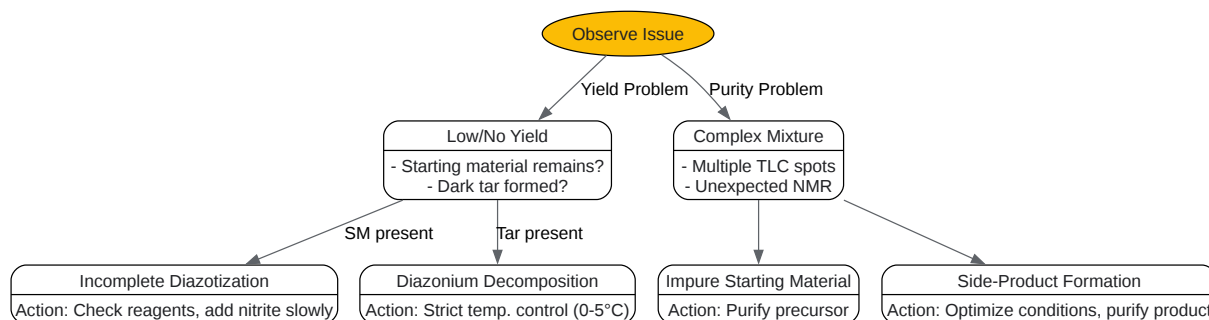 Observe Issue
Yield Problem
Purity Problem
Low/No Yield
- Starting material remains?
- Dark tar formed?
Complex Mixture
- Multiple TLC spots
- Unexpected NMR
SM present
Tar present
Incomplete Diazotization
Action: Check reagents, add nitrite slowly
Diazonium Decomposition
Action: Strict temp. control (0-5°C)
Impure Starting Material
Action: Purify precursor
Side-Product Formation
Action: Optimize conditions, purify product